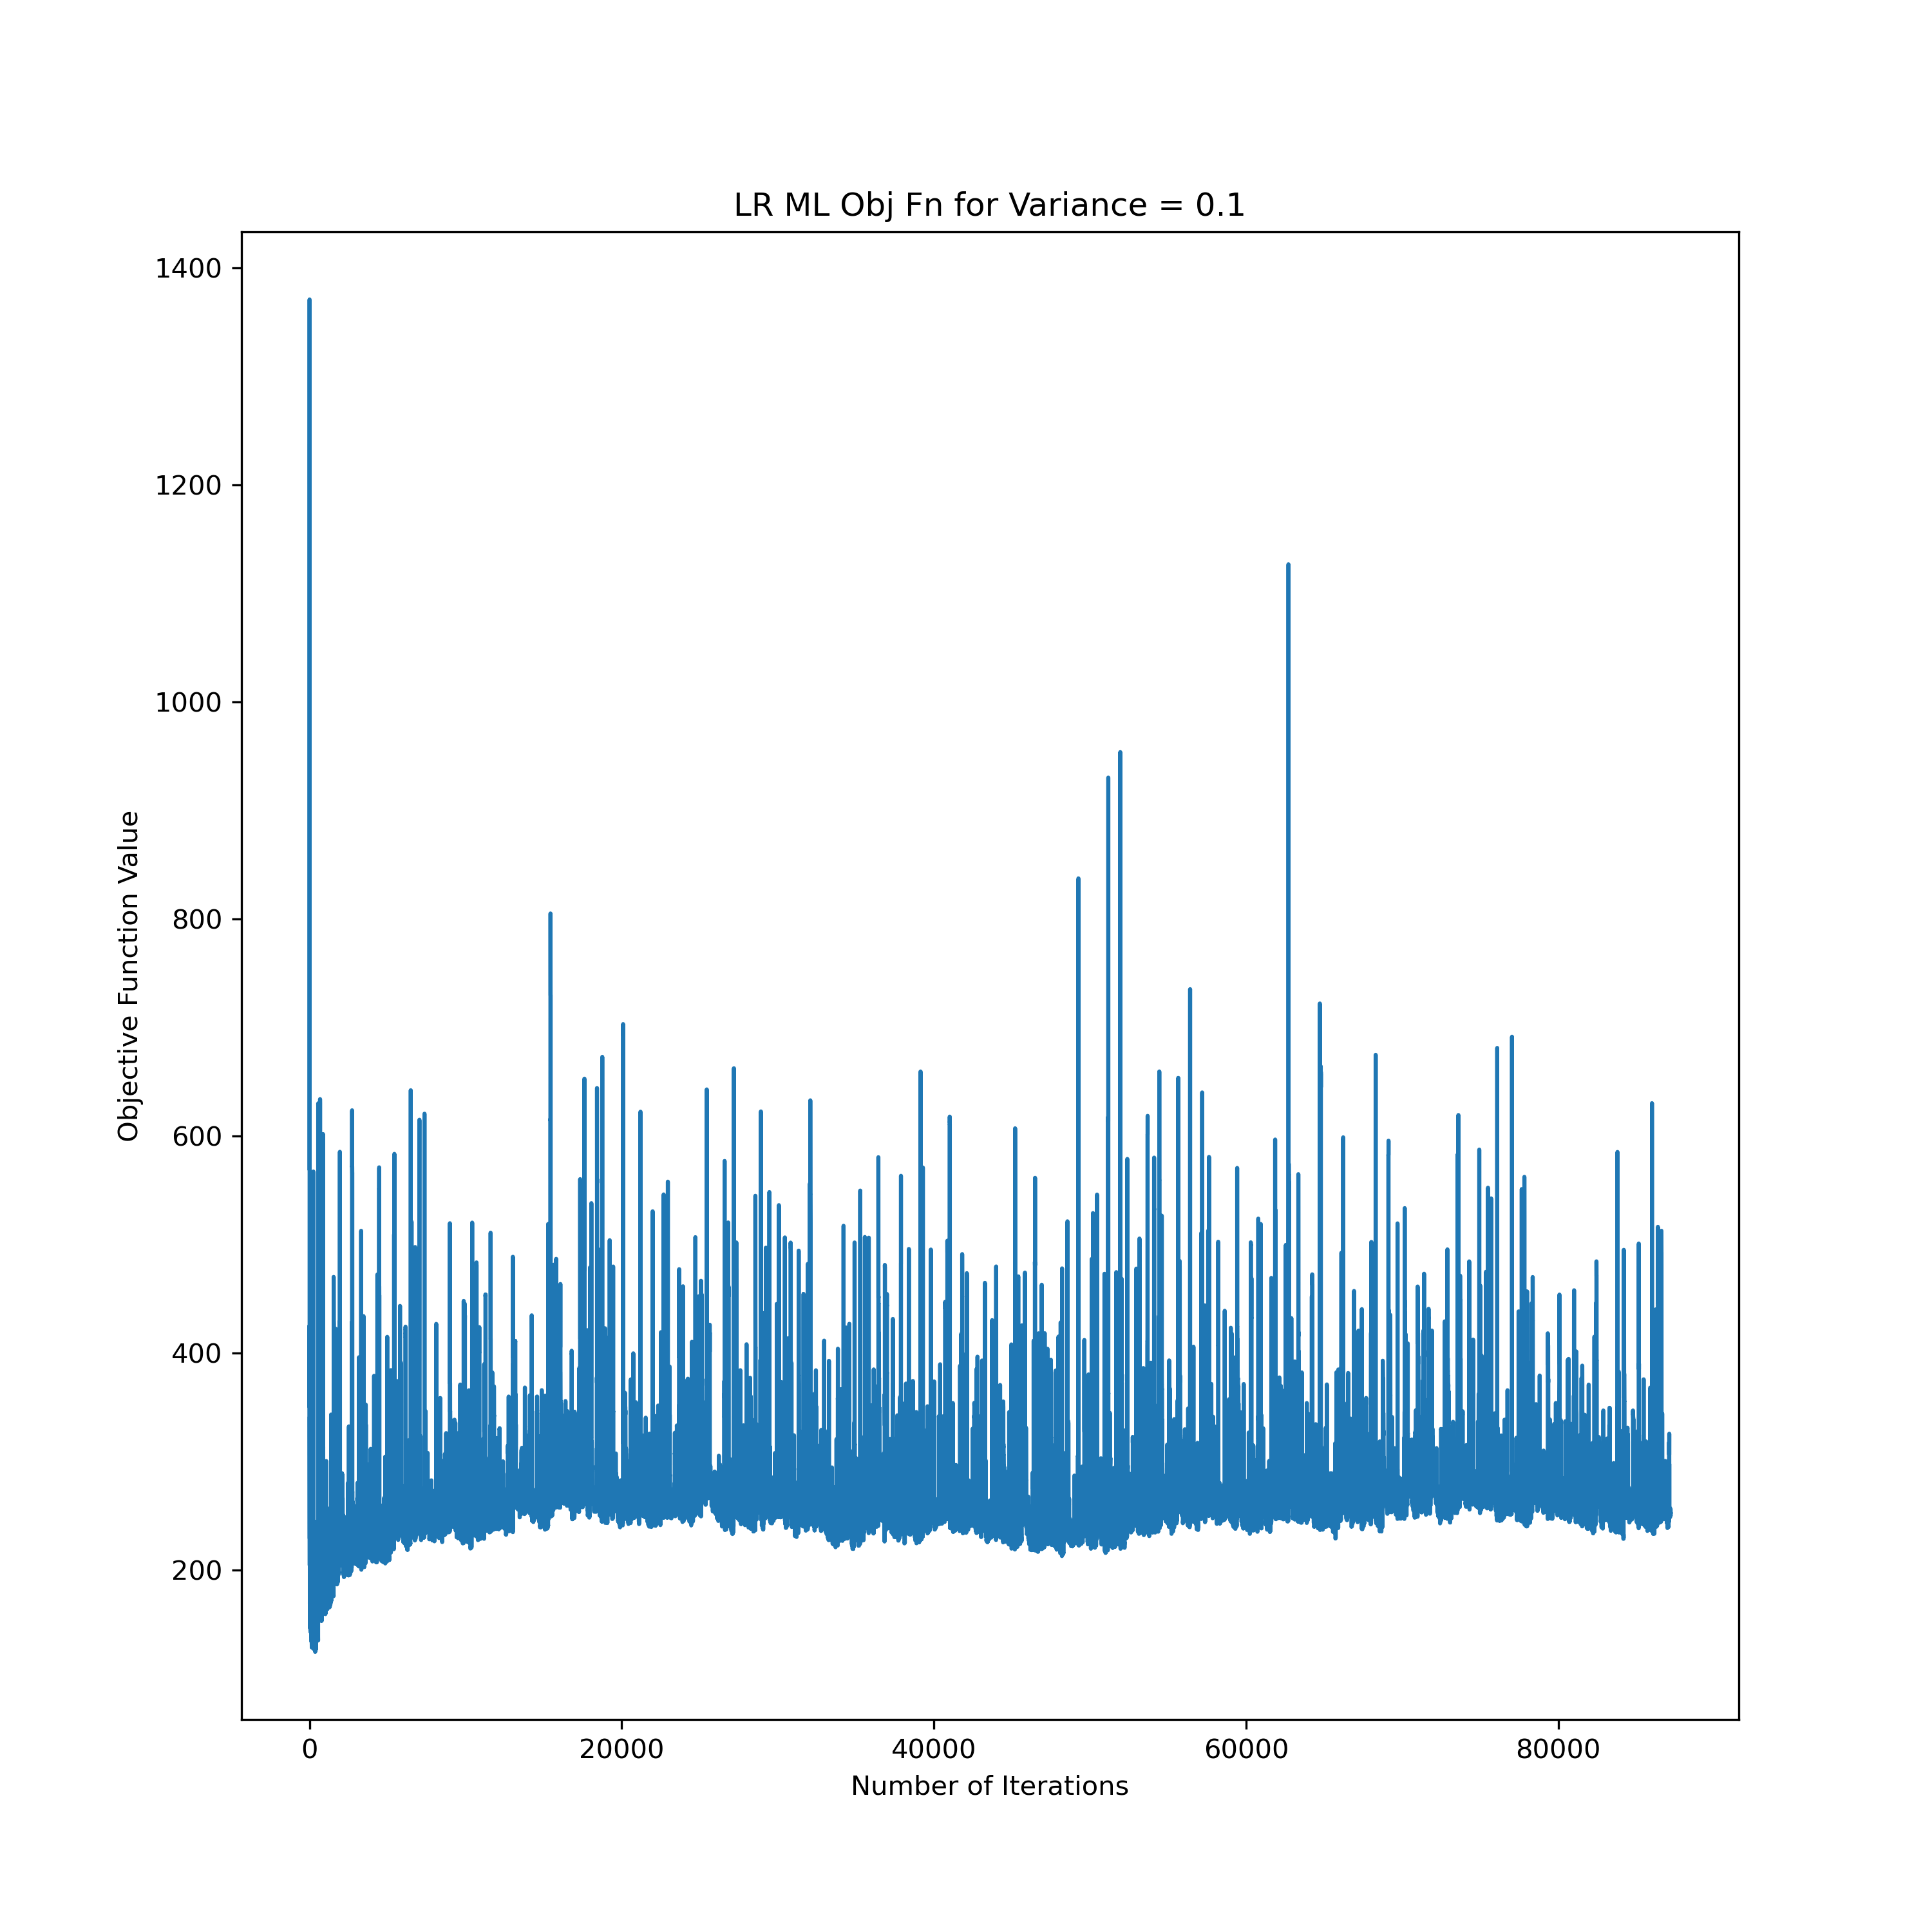 LR ML Obj Fn for Variance = 0.1
1400
1200
1000
800
600
400
200
Objective Function Value
0 20000 40000 60000 80000
Number of Iterations